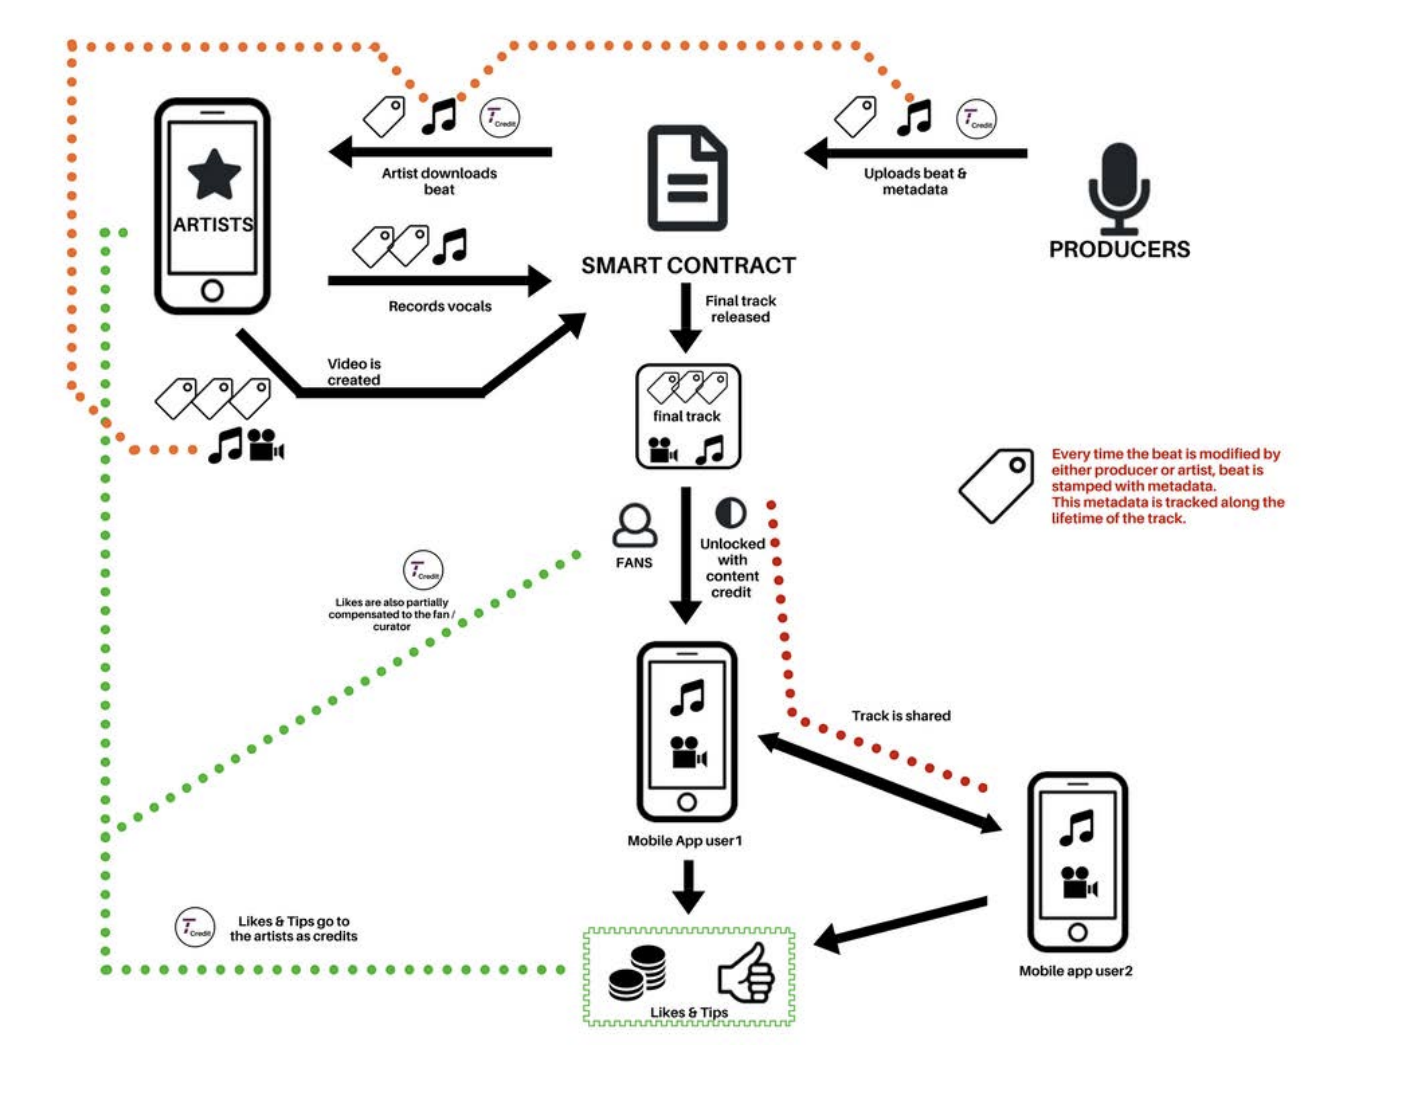 T
Credit
T
Credit
Artist downloads
beat
Uploads beat &
metadata
ARTISTS
PRODUCERS
SMART CONTRACT
Records vocals
Final track
released
Video is
created
final track
Every time the beat is modified by
either producer or artist, beat is
stamped with metadata.
This metadata is tracked along the
lifetime of the track.
FANS
Unlocked
with
content
credit
T
Credit
Likes are also partially
compensated to the fan /
curator
Track is shared
Mobile App user1
T
Credit
Likes & Tips go to
the artists as credits
Mobile app user2
Likes & Tips